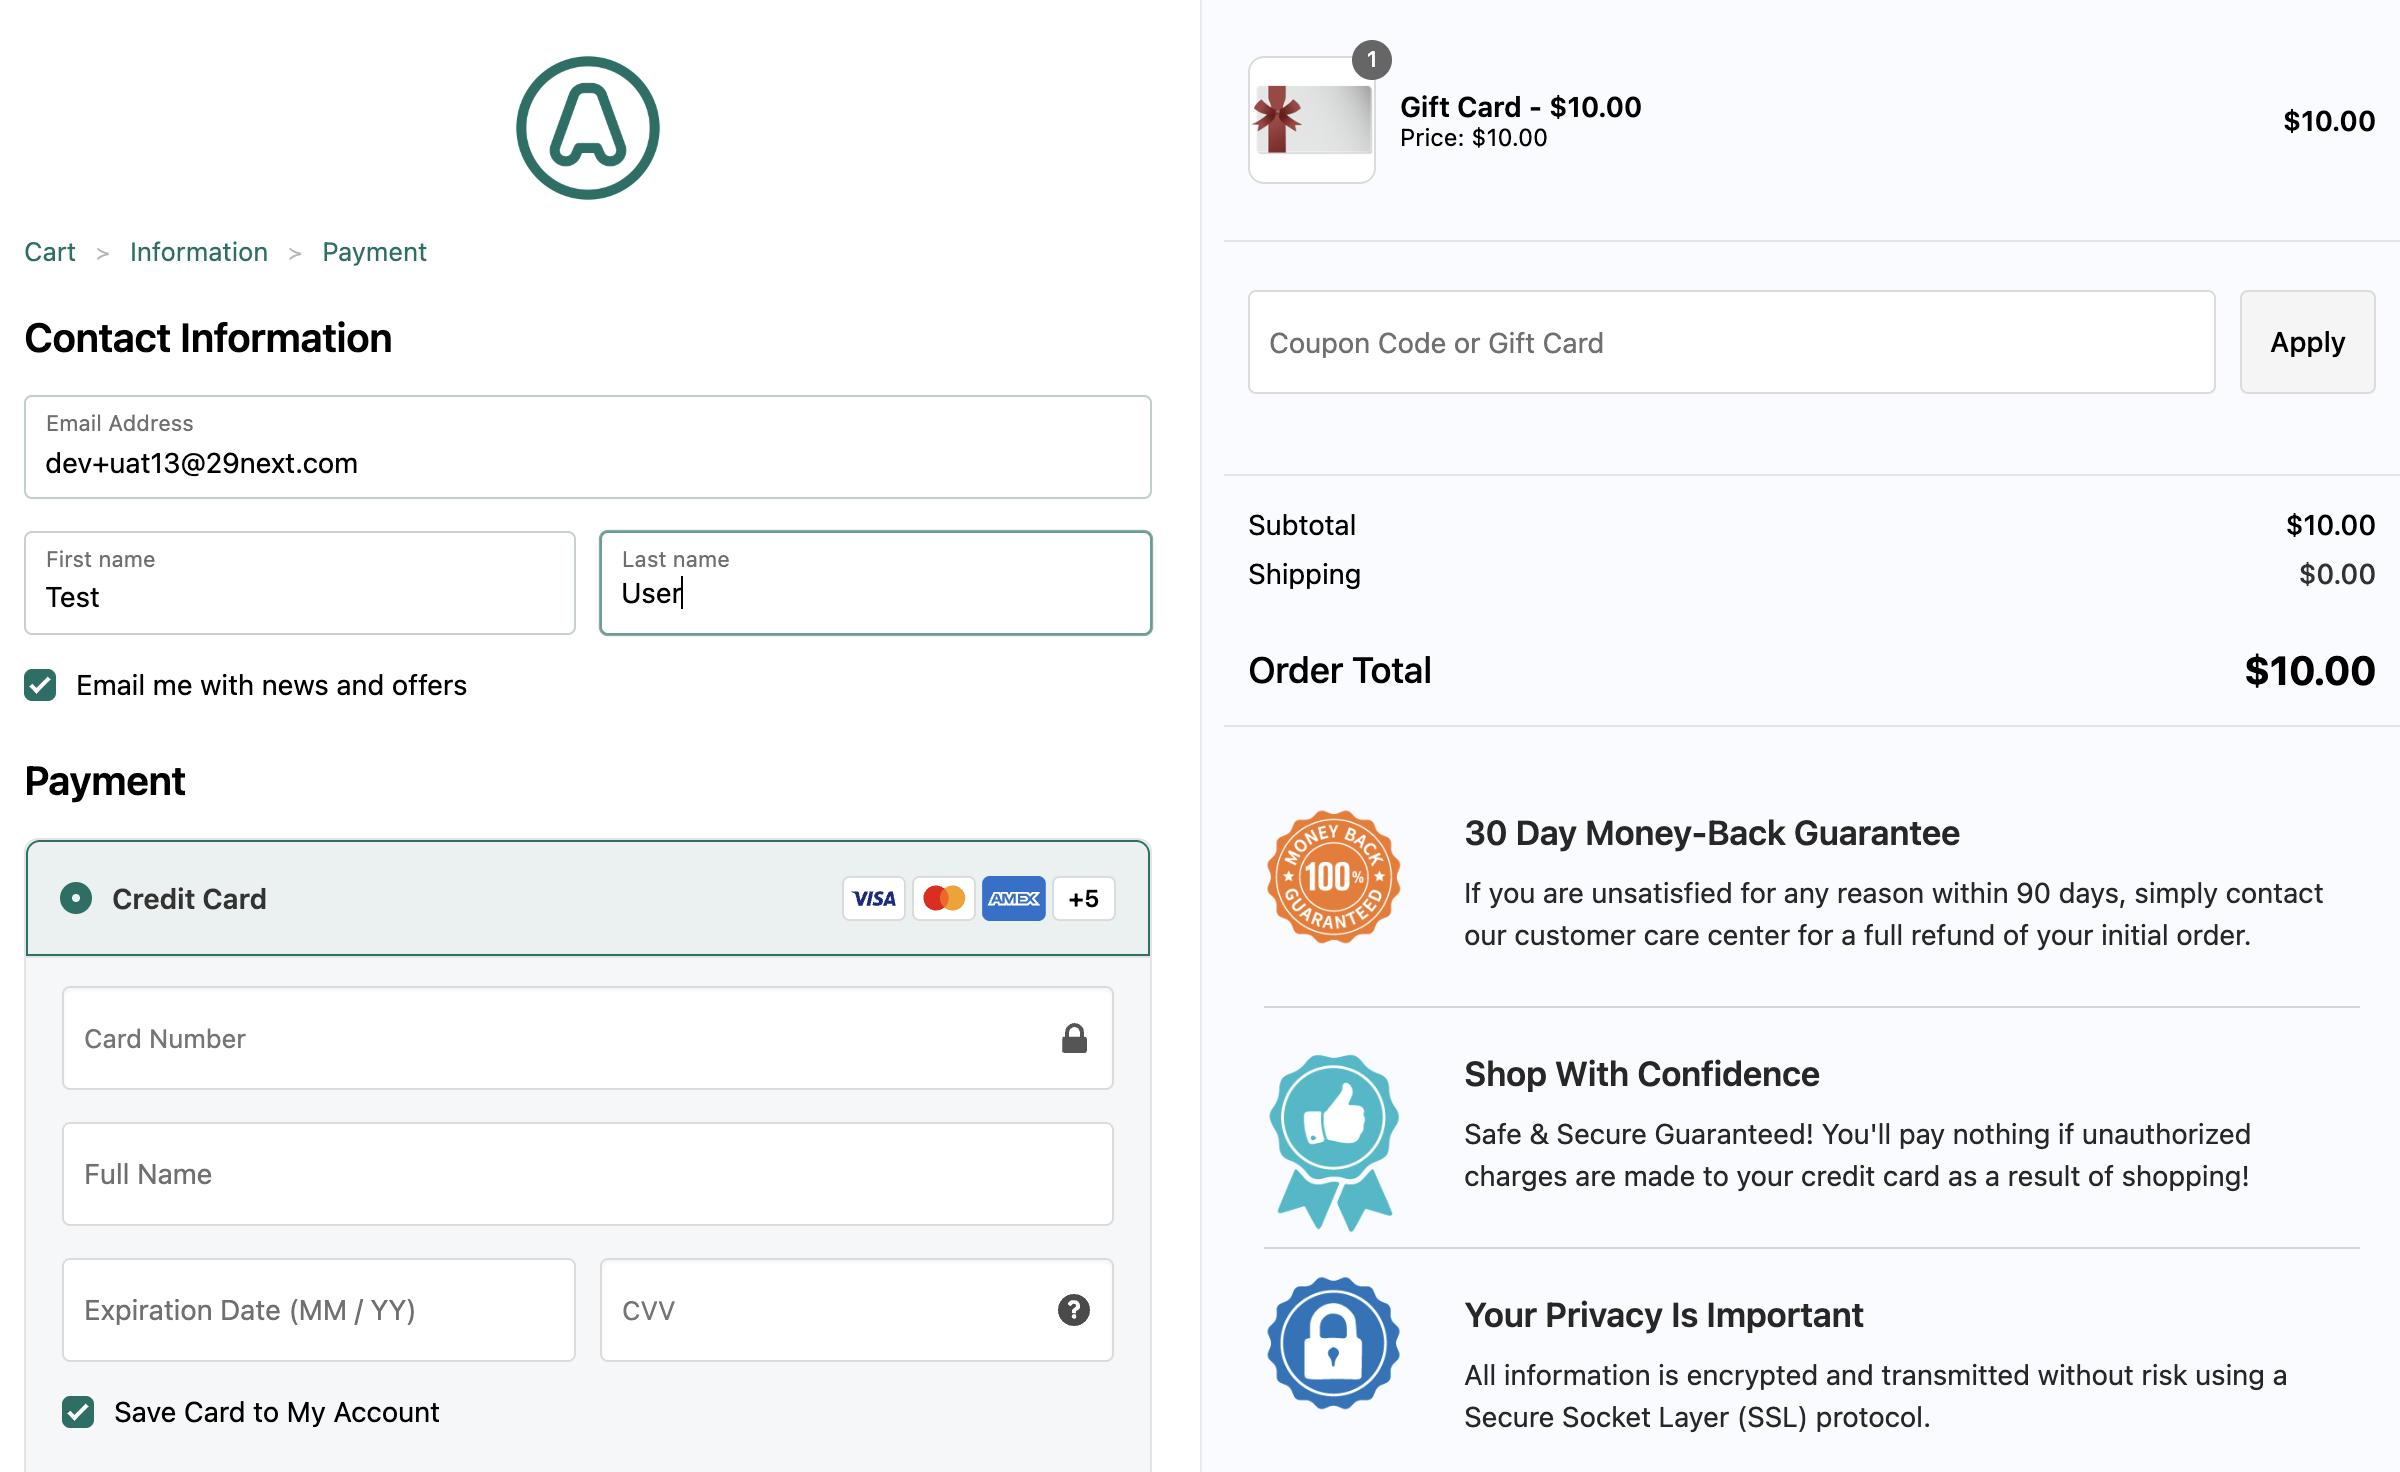 A
Cart > Information > Payment
Contact Information
Email Address
dev+uat13@29next.com
First name
Test
Last name
User
Email me with news and offers
Payment
Credit Card
VISA
AMEX
+5
Card Number
Full Name
Expiration Date (MM / YY)
CVV
?
Save Card to My Account
1
Gift Card - $10.00
Price: $10.00
$10.00
Coupon Code or Gift Card
Apply
Subtotal
$10.00
Shipping
$0.00
Order Total
$10.00
MONEY BACK
100%
GUARANTEED
30 Day Money-Back Guarantee
If you are unsatisfied for any reason within 90 days, simply contact
our customer care center for a full refund of your initial order.
Shop With Confidence
Safe & Secure Guaranteed! You'll pay nothing if unauthorized
charges are made to your credit card as a result of shopping!
Your Privacy Is Important
All information is encrypted and transmitted without risk using a
Secure Socket Layer (SSL) protocol.